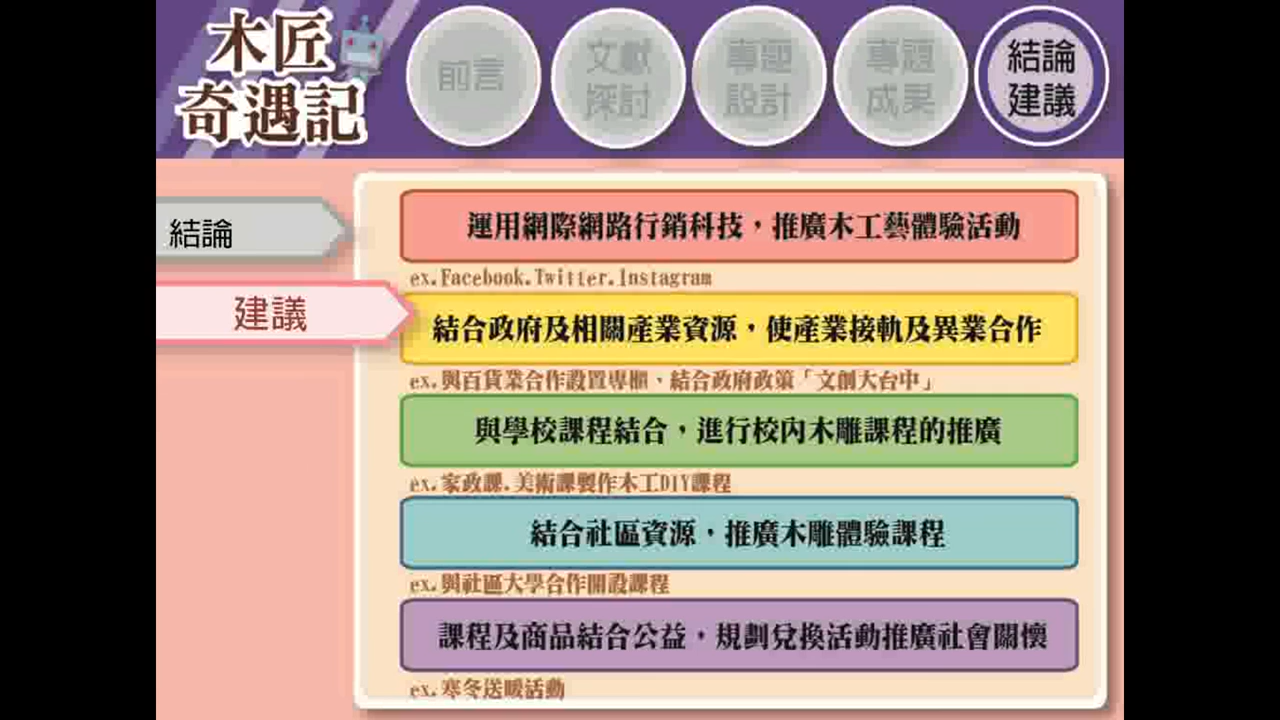 木匠
奇遇記
前言
文獻
探討
專題
設計
專題
成果
結論
建議
結論
建議
運用網際網路行銷科技，推廣木工藝體驗活動
ex.Facebook.Twitter.Instagram
結合政府及相關產業資源，使產業接軌及異業合作
ex.與百貨業合作設置專櫃、結合政府政策「文創大台中」
與學校課程結合，進行校內木雕課程的推廣
ex.家政課.美術課製作木工DIY課程
結合社區資源，推廣木雕體驗課程
ex.與社區大學合作開設課程
課程及商品結合公益，規劃兌換活動推廣社會關懷
ex.寒冬送暖活動